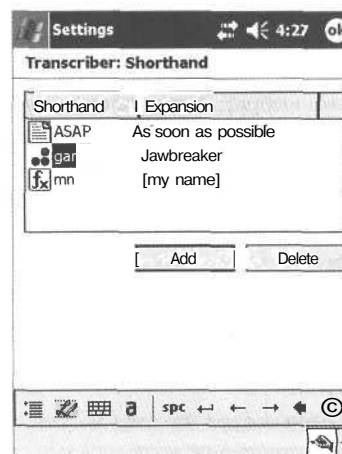 Settings 4:27 ok
Transcriber: Shorthand
Shorthand | Expansion
ASAP As soon as possible
gar Jawbreaker
fx mn [my name]
[ Add | Delete
a spc
©